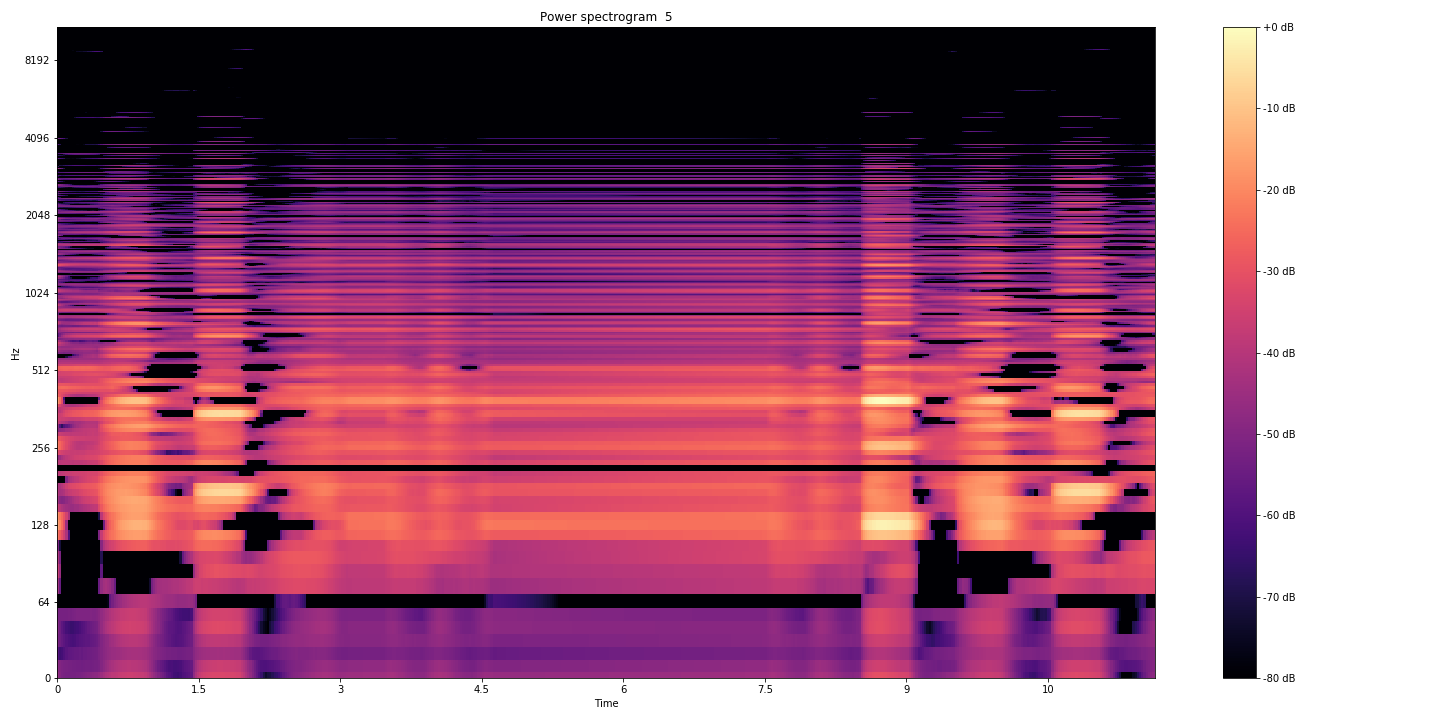 Power spectrogram  5
Hz
8192
4096
2048
1024
512
256
128
64
0
0 1.5 3 4.5 6 7.5 9 10
Time
+0 dB
-10 dB
-20 dB
-30 dB
-40 dB
-50 dB
-60 dB
-70 dB
-80 dB